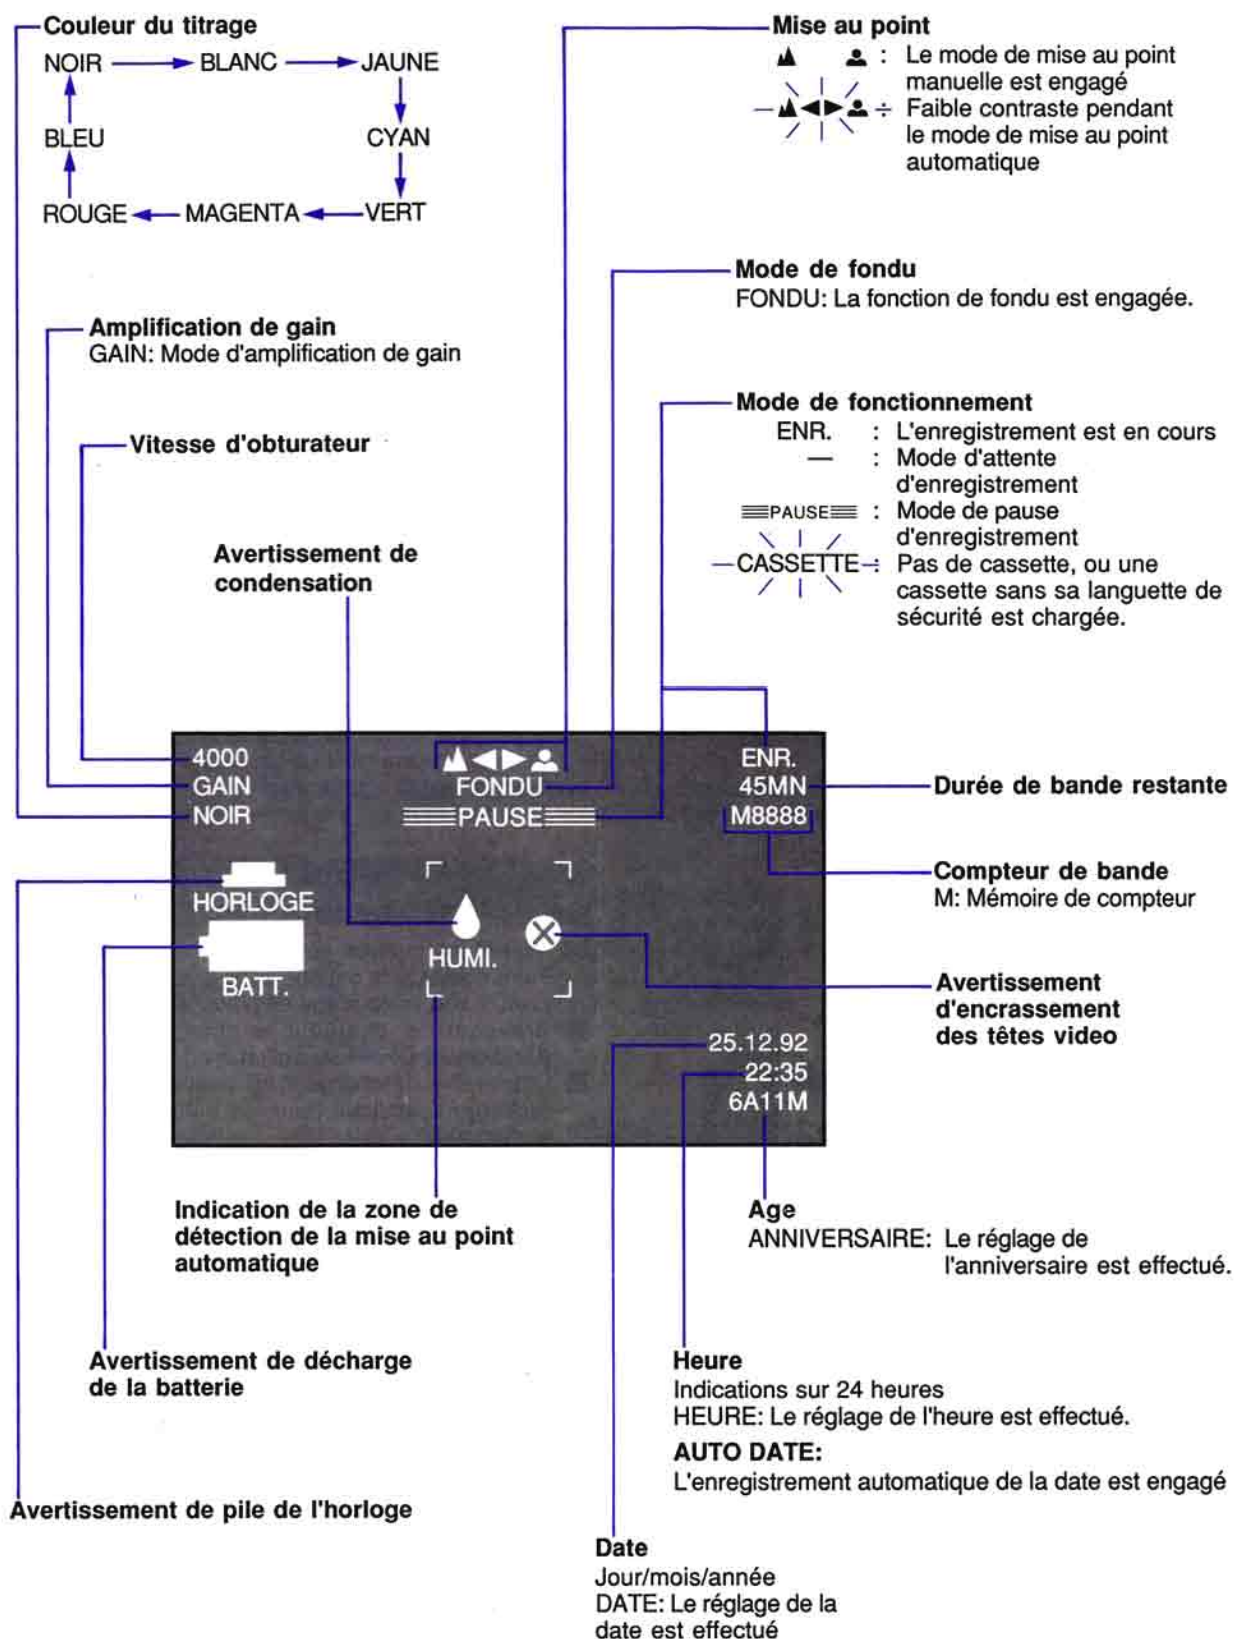 Couleur du titrage
NOIR BLANC JAUNE
BLEU CYAN
ROUGE MAGENTA VERT
Mise au point
: Le mode de mise au point
manuelle est engagé
: Faible contraste pendant
le mode de mise au point
automatique
Mode de fondu
FONDU: La fonction de fondu est engagée.
Amplification de gain
GAIN: Mode d'amplification de gain
Mode de fonctionnement
ENR. : L'enregistrement est en cours
— : Mode d'attente
d'enregistrement
PAUSE : Mode de pause
d'enregistrement
CASSETTE : Pas de cassette, ou une
cassette sans sa languette de
sécurité est chargée.
Vitesse d'obturateur
Avertissement de
condensation
4000
GAIN
NOIR
FONDU
PAUSE
ENR.
45MN
M8888
HORLOGE
BATT.
HUMI.
25.12.92
22:35
6A11M
Durée de bande restante
Compteur de bande
M: Mémoire de compteur
Avertissement
d'encrassement
des têtes video
Indication de la zone de
détection de la mise au point
automatique
Age
ANNIVERSAIRE: Le réglage de
l'anniversaire est effectué.
Avertissement de décharge
de la batterie
Heure
Indications sur 24 heures
HEURE: Le réglage de l'heure est effectué.
AUTO DATE:
L'enregistrement automatique de la date est engagé
Avertissement de pile de l'horloge
Date
Jour/mois/année
DATE: Le réglage de la
date est effectué